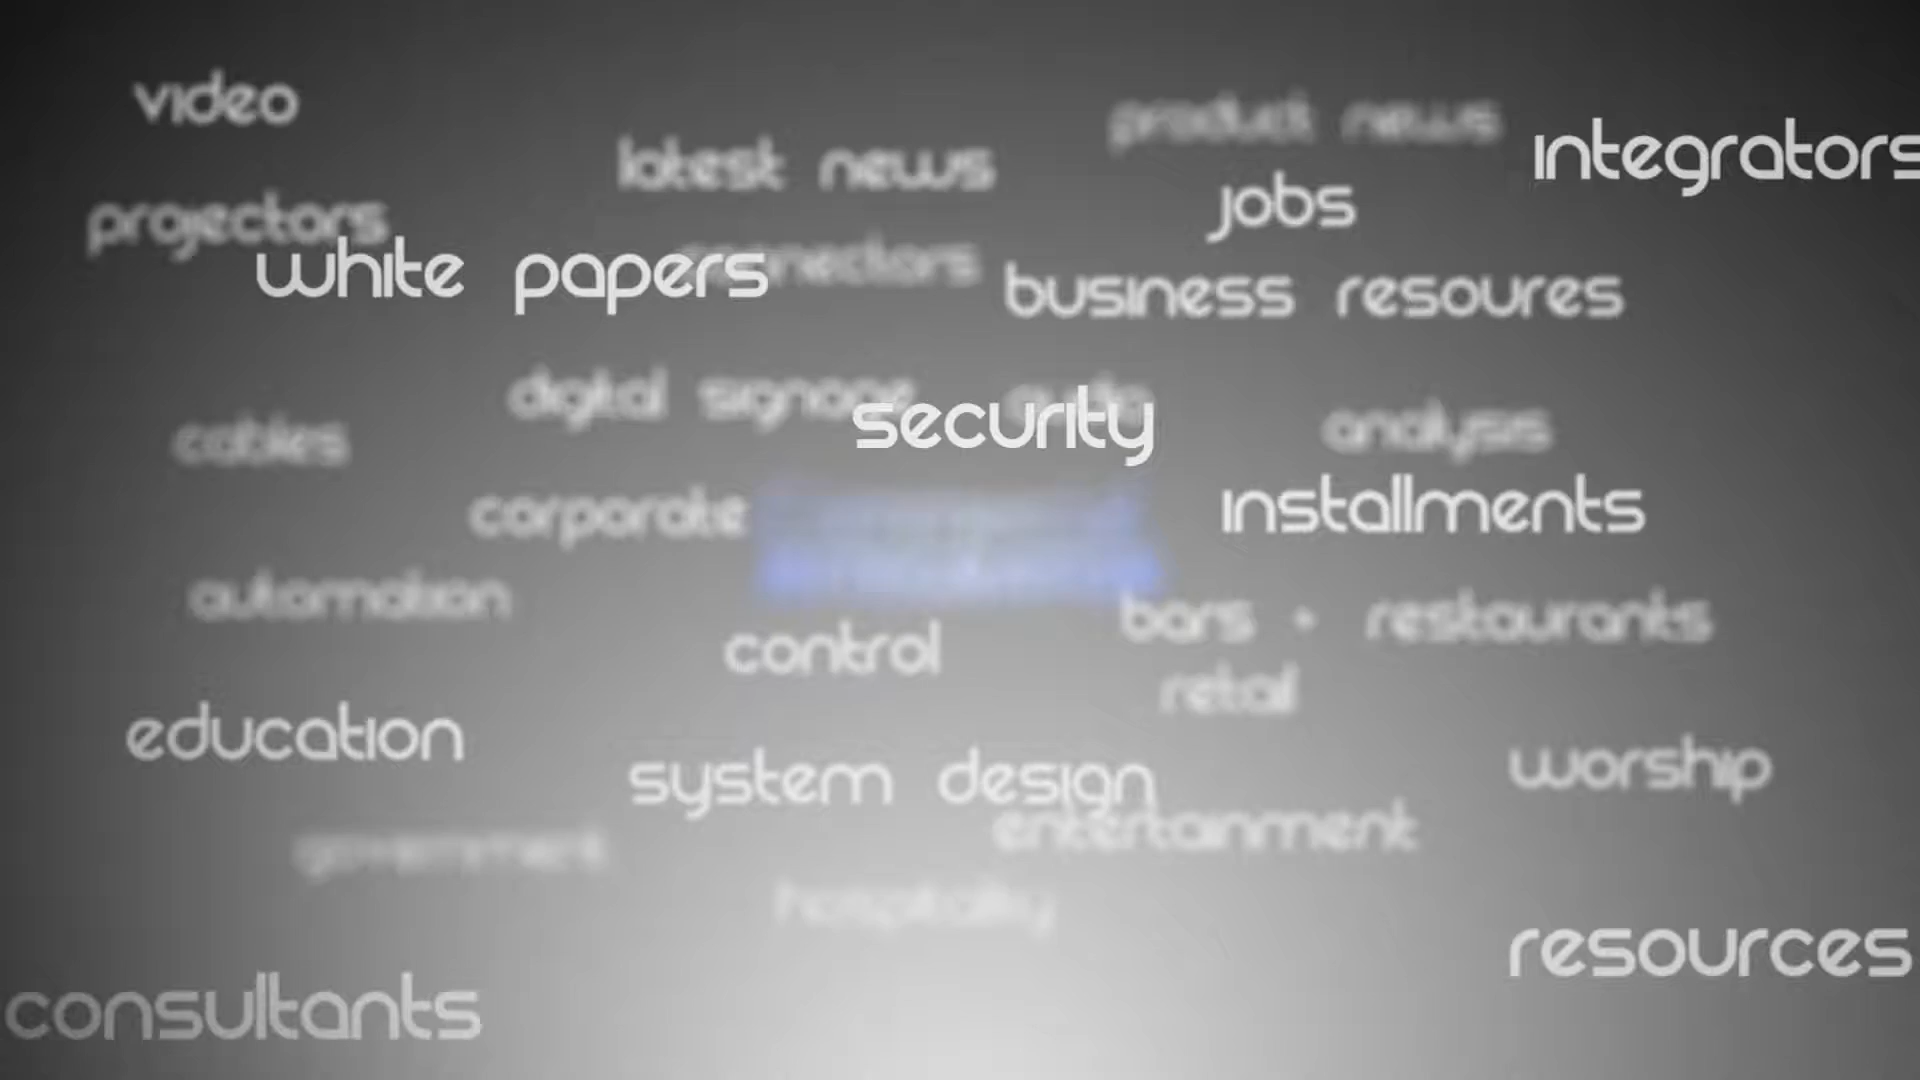 video
product news
integrators
latest news
jobs
projectors
white papers
connectors
business resoures
digital signage
audio
security
cables
analysis
corporate
installments
automation
bars + restaurants
control
retail
education
system design
worship
entertainment
government
hospitality
resources
consultants